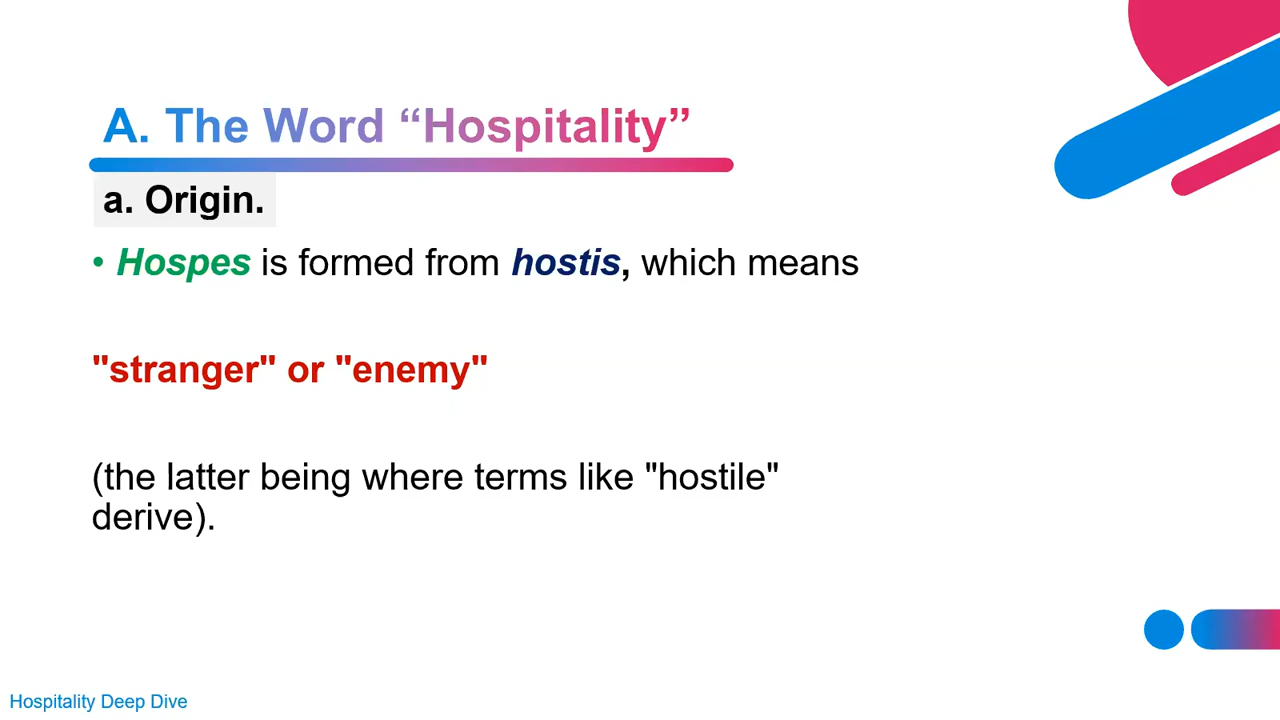 A. The Word “Hospitality”
a. Origin.
• Hospes is formed from hostis, which means
"stranger" or "enemy"
(the latter being where terms like "hostile"
derive).
Hospitality Deep Dive